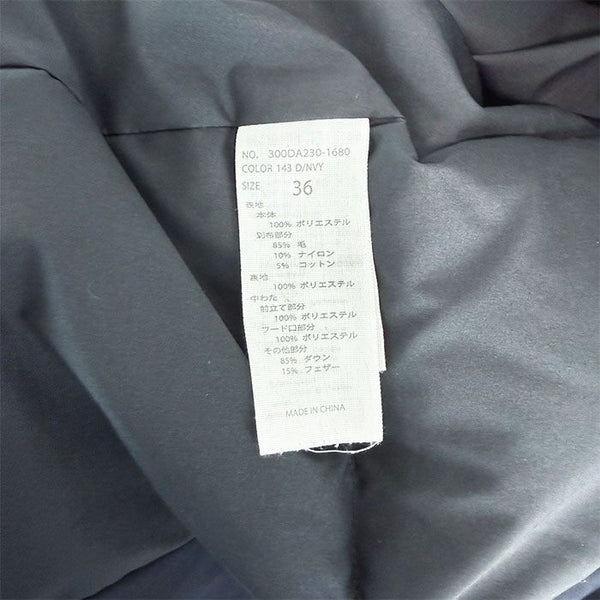 NO. 300DA230-1680
COLOR 143 D/NVY
SIZE 36
表地
本体
100% ポリエステル
別布部分
85% 毛
10% ナイロン
5% コットン
裏地
100% ポリエステル
中わた
前立て部分
100% ポリエステル
フード口部分
100% ポリエステル
その他部分
85% ダウン
15% フェザー
MADE IN CHINA